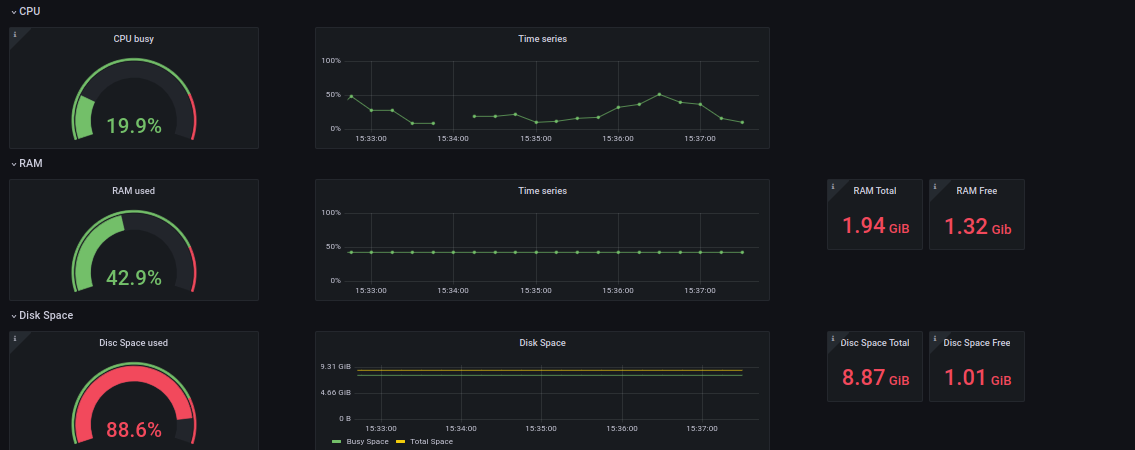 CPU
CPU busy
19.9%
Time series
100%
50%
0%
15:33:00 15:34:00 15:35:00 15:36:00 15:37:00
RAM
RAM used
42.9%
Time series
100%
50%
0%
15:33:00 15:34:00 15:35:00 15:36:00 15:37:00
RAM Total
1.94 GiB
RAM Free
1.32 Gib
Disk Space
Disc Space used
88.6%
Disk Space
9.31 GiB
4.66 GiB
0 B
15:33:00 15:34:00 15:35:00 15:36:00 15:37:00
Busy Space Total Space
Disc Space Total
8.87 GiB
Disc Space Free
1.01 GiB